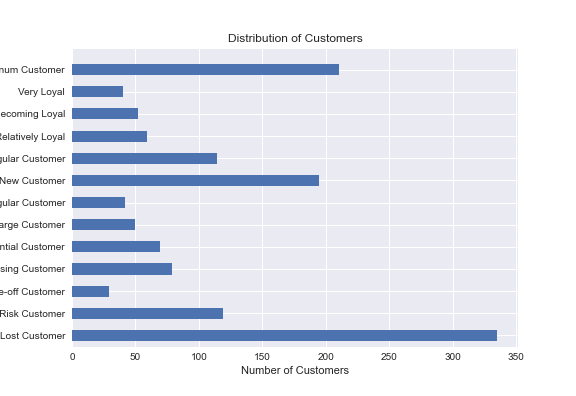 Distribution of Customers
num Customer
Very Loyal
ecoming Loyal
Relatively Loyal
gular Customer
New Customer
gular Customer
arge Customer
ntial Customer
sing Customer
e-off Customer
Risk Customer
Lost Customer
0 50 100 150 200 250 300 350
Number of Customers